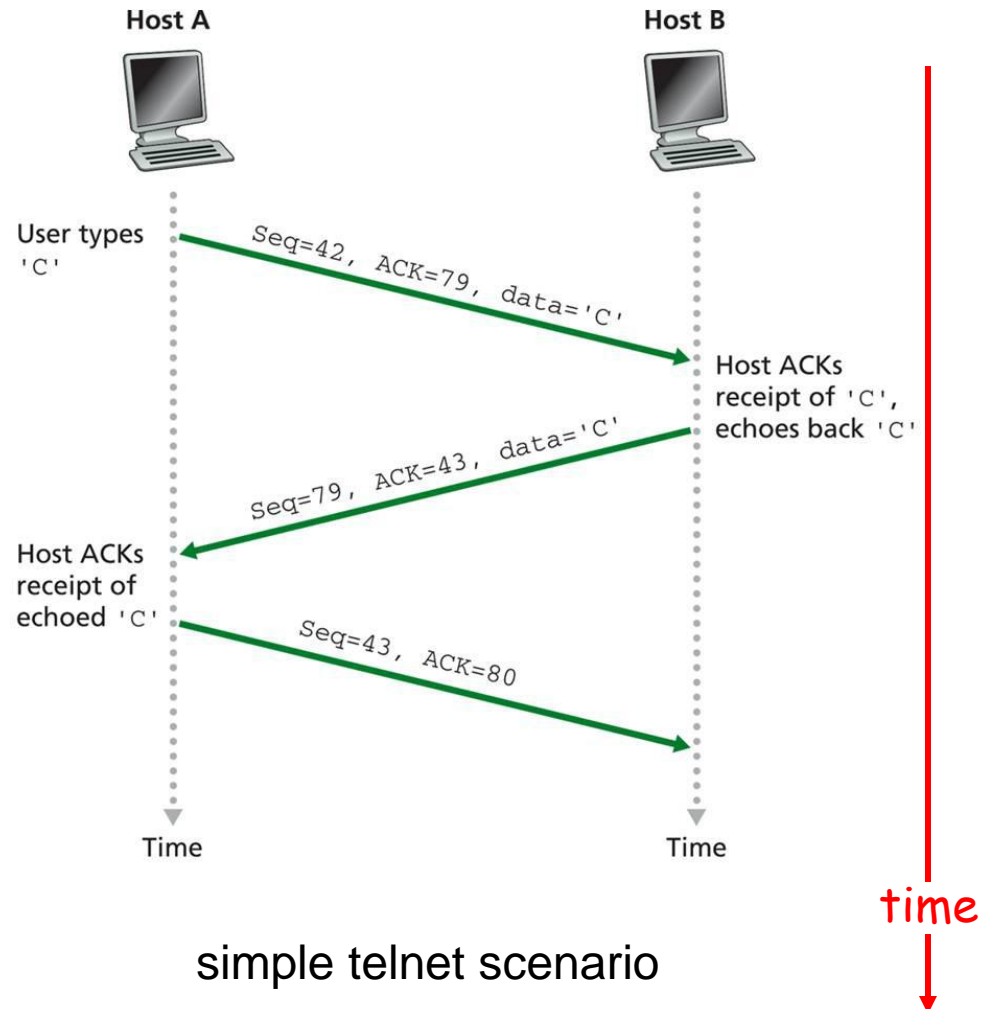 Host A
Host B
User types
'C'
Seq=42, ACK=79, data='C'
Host ACKs
receipt of 'C',
echoes back 'C'
Seq=79, ACK=43, data='C'
Host ACKs
receipt of
echoed 'C'
Seq=43, ACK=80
Time
Time
time
simple telnet scenario